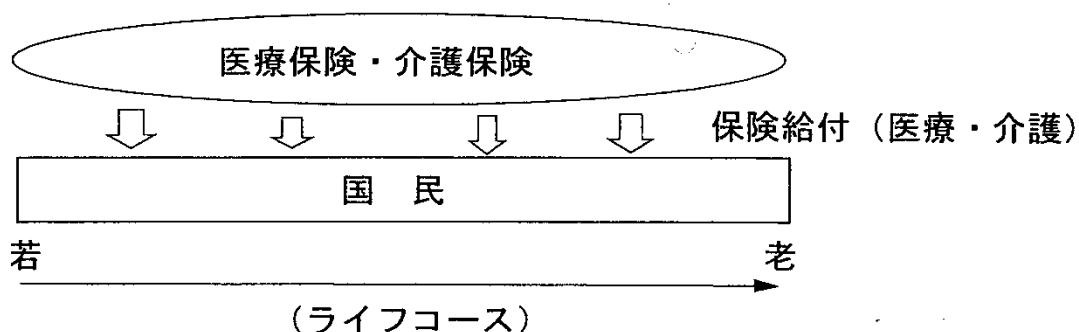 医療保険・介護保険
保険給付（医療・介護）
国　民
若
老
（ライフコース）